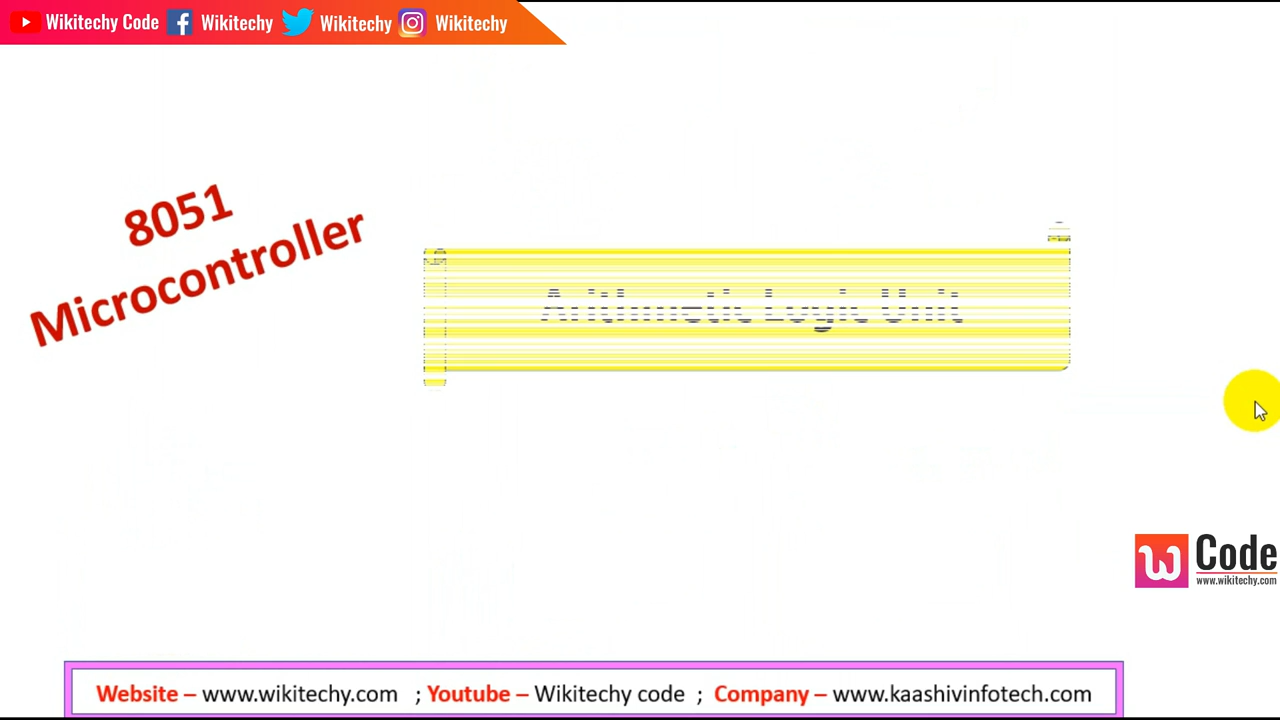 Wikitechy Code Wikitechy Wikitechy Wikitechy
8051
Microcontroller
Arithmetic Logic Unit
W Code
www.wikitechy.com
Website – www.wikitechy.com ; Youtube – Wikitechy code ; Company – www.kaashivinfotech.com